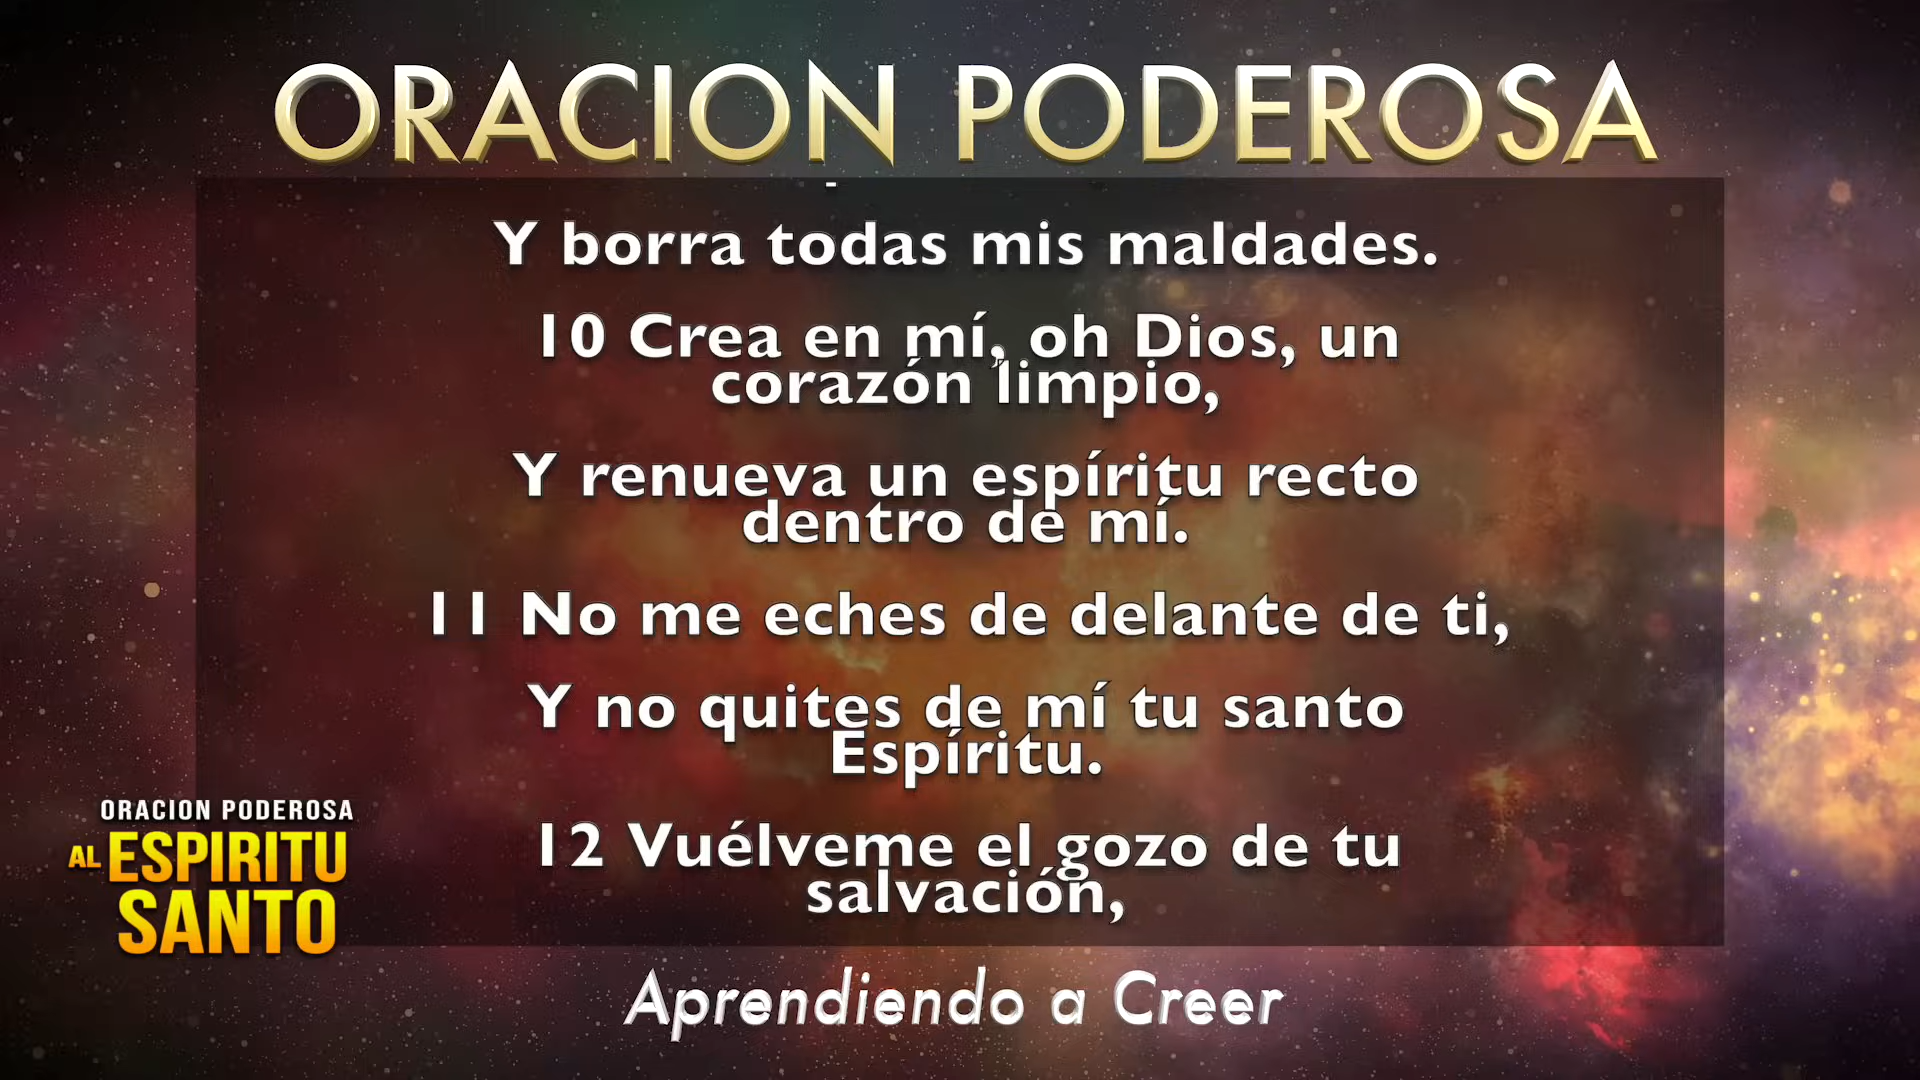 ORACION PODEROSA
Y borra todas mis maldades.
10 Crea en mí, oh Dios, un
corazón limpio,
Y renueva un espíritu recto
dentro de mí.
11 No me eches de delante de ti,
Y no quites de mí tu santo
Espíritu.
12 Vuélveme el gozo de tu
salvación,
ORACION PODEROSA
AL ESPIRITU
SANTO
Aprendiendo a Creer